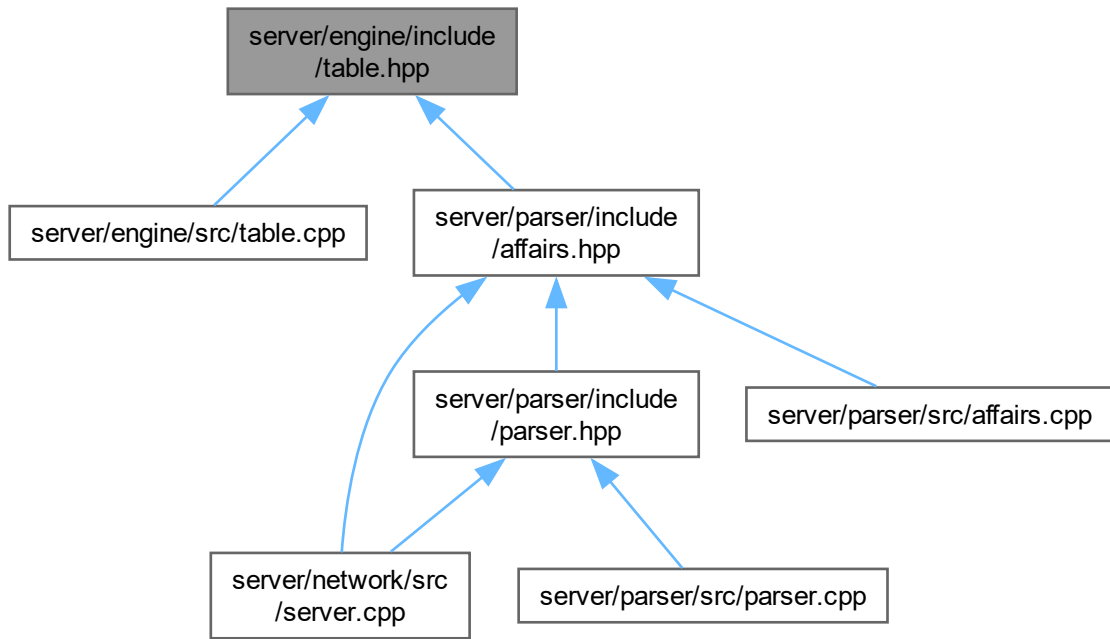 server/engine/include
/table.hpp
server/engine/src/table.cpp
server/parser/include
/affairs.hpp
server/parser/include
/parser.hpp
server/parser/src/affairs.cpp
server/network/src
/server.cpp
server/parser/src/parser.cpp